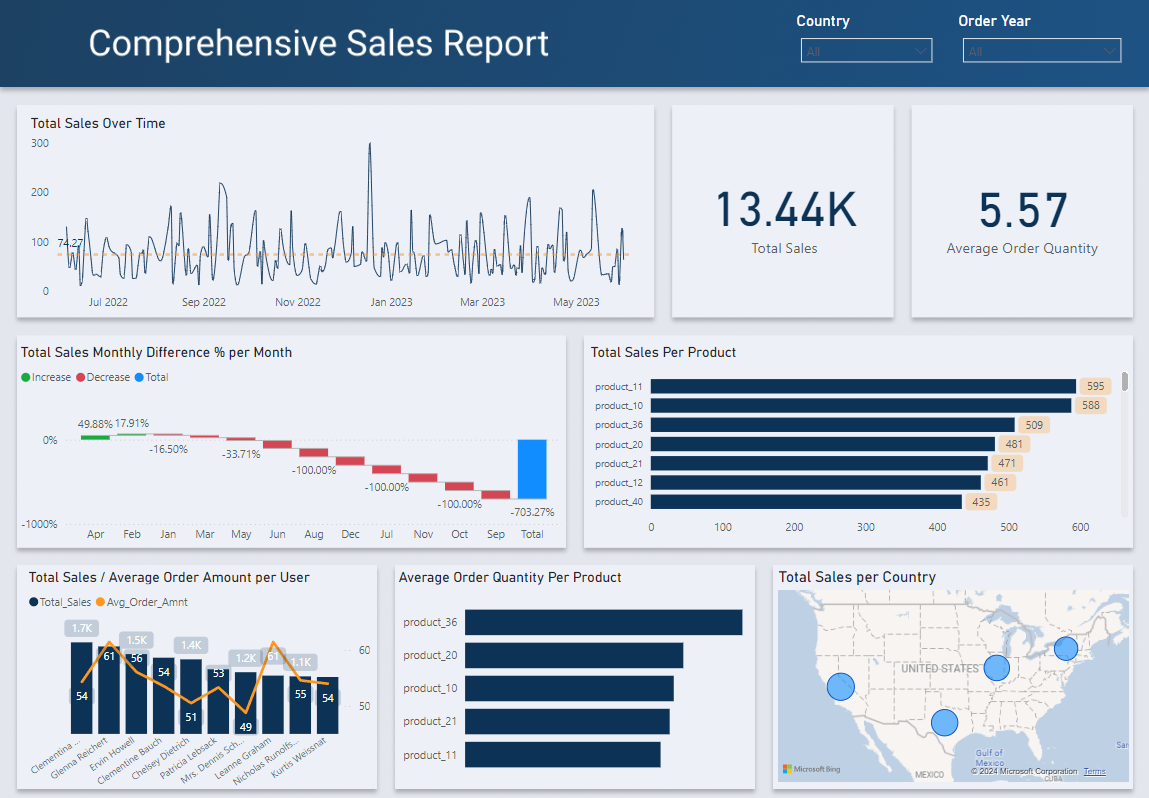 Comprehensive Sales Report
Country
Order Year
All
All
Total Sales Over Time
300
200
100
0
74.27
Jul 2022
Sep 2022
Nov 2022
Jan 2023
Mar 2023
May 2023
13.44K
Total Sales
5.57
Average Order Quantity
Total Sales Monthly Difference % per Month
Increase
Decrease
Total
0%
-1000%
49.88%
17.91%
-16.50%
-33.71%
-100.00%
-100.00%
-100.00%
-703.27%
Apr
Feb
Jan
Mar
May
Jun
Aug
Dec
Jul
Nov
Oct
Sep
Total
Total Sales Per Product
product_11 595
product_10 588
product_36 509
product_20 481
product_21 471
product_12 461
product_40 435
0
100
200
300
400
500
600
Total Sales / Average Order Amount per User
Total_Sales
Avg_Order_Amnt
1.7K
1.5K
1.4K
1.2K
1.1K
54
61
56
54
51
53
49
61
55
54
60
50
Clementina ...
Glenna Reichert
Ervin Howell
Clementine Bauch
Chelsey Dietrich
Patricia Lebsack
Mrs. Dennis Sch...
Leanne Graham
Nicholas Runolfs...
Kurtis Weissnat
Average Order Quantity Per Product
product_36
product_20
product_10
product_21
product_11
Total Sales per Country
UNITED STATES
Gulf of
Mexico
MEXICO
CUBA
Sar
Microsoft Bing
© 2024 Microsoft Corporation Terms